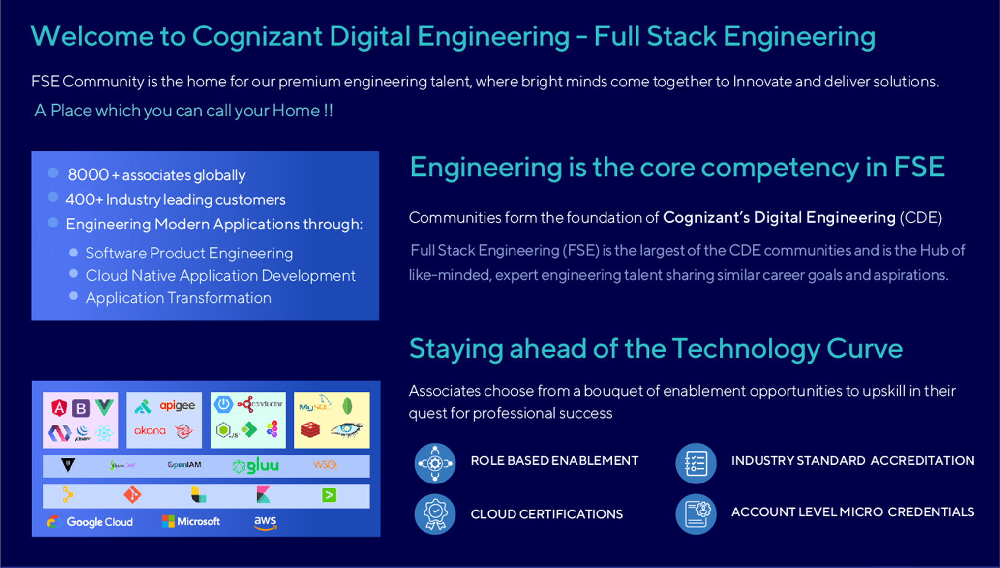 Welcome to Cognizant Digital Engineering - Full Stack Engineering
FSE Community is the home for our premium engineering talent, where bright minds come together to Innovate and deliver solutions.
A Place which you can call your Home !!
8000 + associates globally
400+ Industry leading customers
Engineering Modern Applications through:
Software Product Engineering
Cloud Native Application Development
Application Transformation
Engineering is the core competency in FSE
Communities form the foundation of Cognizant's Digital Engineering (CDE)
Full Stack Engineering (FSE) is the largest of the CDE communities and is the Hub of
like-minded, expert engineering talent sharing similar career goals and aspirations.
Staying ahead of the Technology Curve
Associates choose from a bouquet of enablement opportunities to upskill in their
quest for professional success
ROLE BASED ENABLEMENT
INDUSTRY STANDARD ACCREDITATION
CLOUD CERTIFICATIONS
ACCOUNT LEVEL MICRO CREDENTIALS
A B
jQuery
apigee
akana
conductor
JS
MySQL
OpenLDAP
OpenIAM
gluu
WSO2
Google Cloud
Microsoft
aws